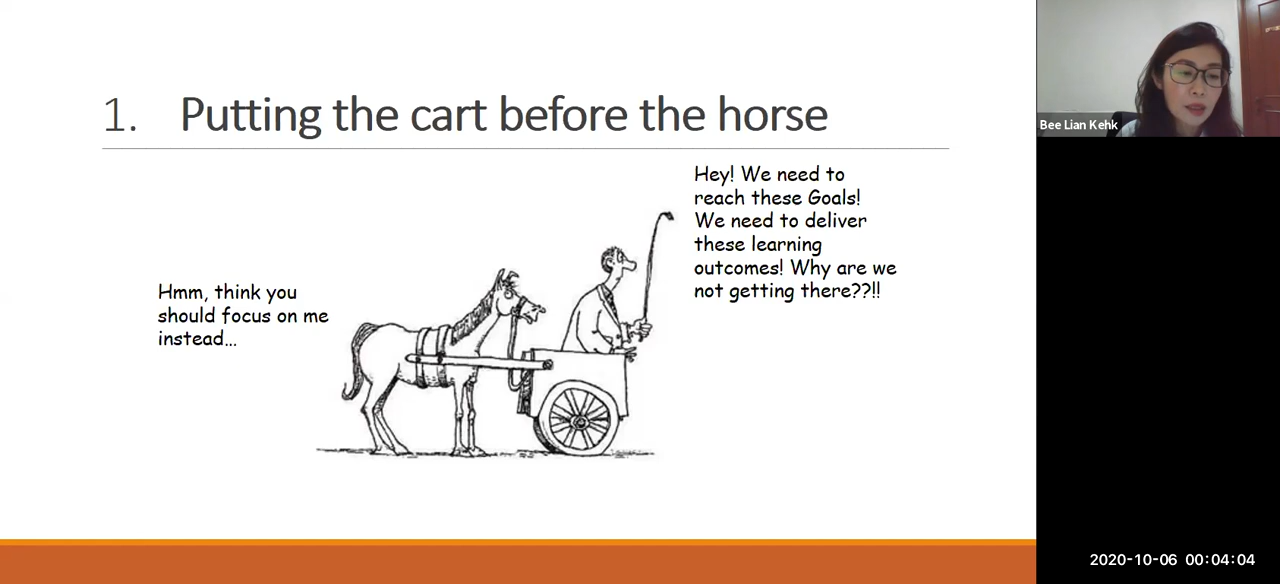 1. Putting the cart before the horse
Hey! We need to
reach these Goals!
We need to deliver
these learning
outcomes! Why are we
not getting there??!!
Hmm, think you
should focus on me
instead...
Bee Lian Kehk
2020-10-06 00:04:04